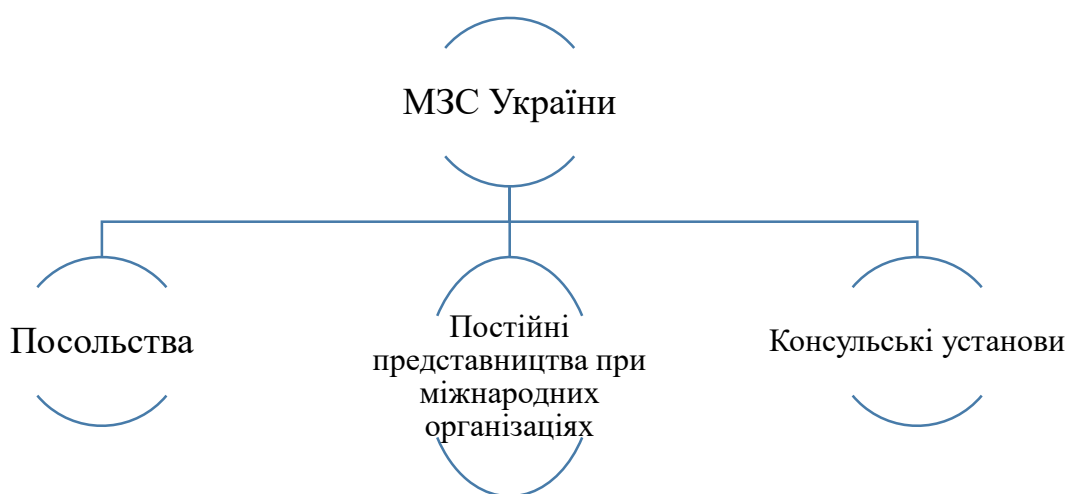 МЗС України
Посольства
Постійні
представництва при
міжнародних
організаціях
Консульські установи